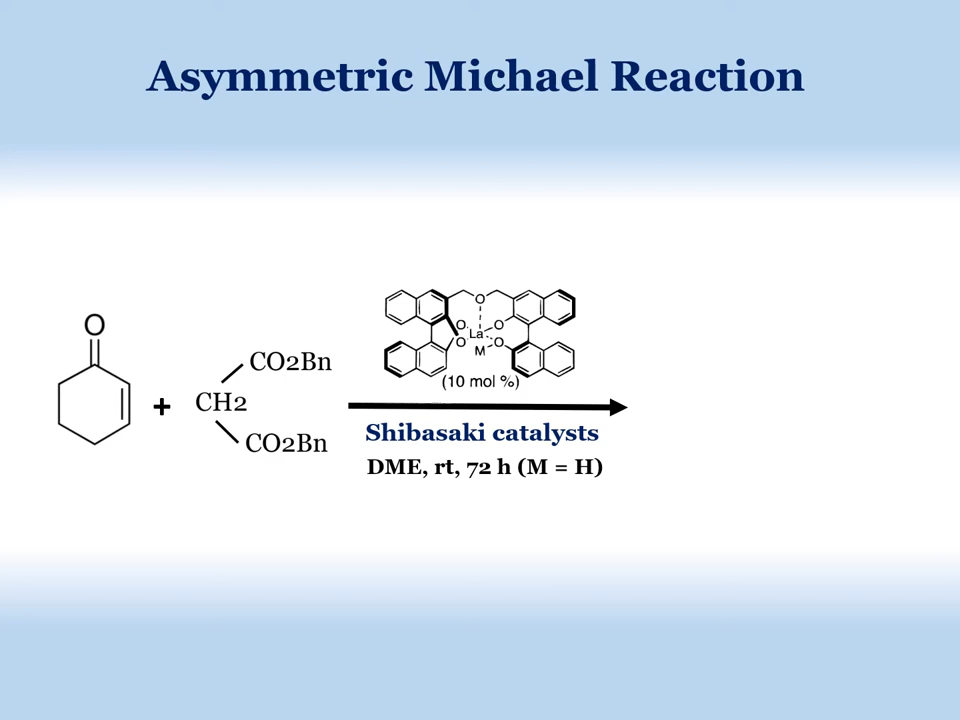 Asymmetric Michael Reaction
O
O
O
La
O
O
M
O
(10 mol %)
CO2Bn
+
CH2
CO2Bn
Shibasaki catalysts
DME, rt, 72 h (M = H)